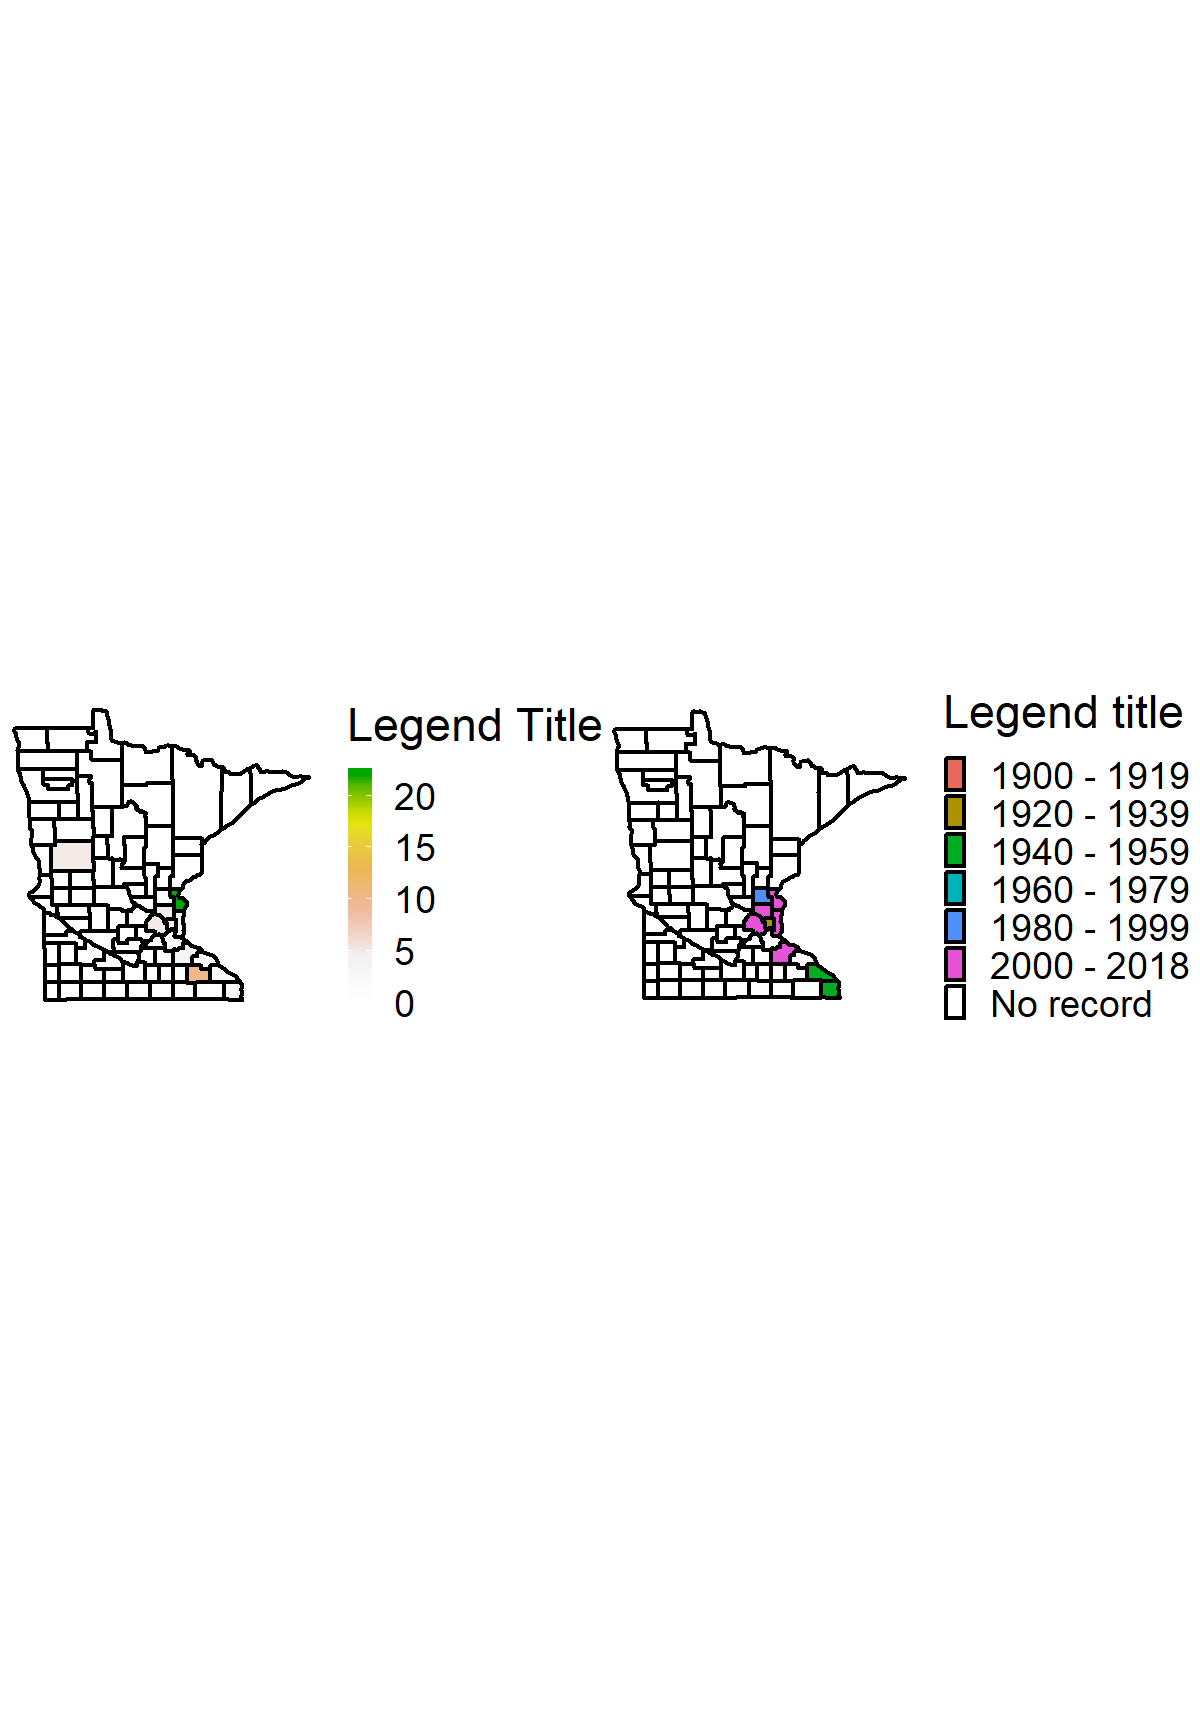 Legend Title
20
15
10
5
0
Legend title
1900 - 1919
1920 - 1939
1940 - 1959
1960 - 1979
1980 - 1999
2000 - 2018
No record